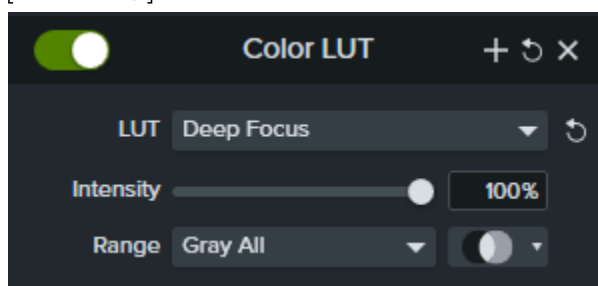 Color LUT
LUT Deep Focus
Intensity 100%
Range Gray All